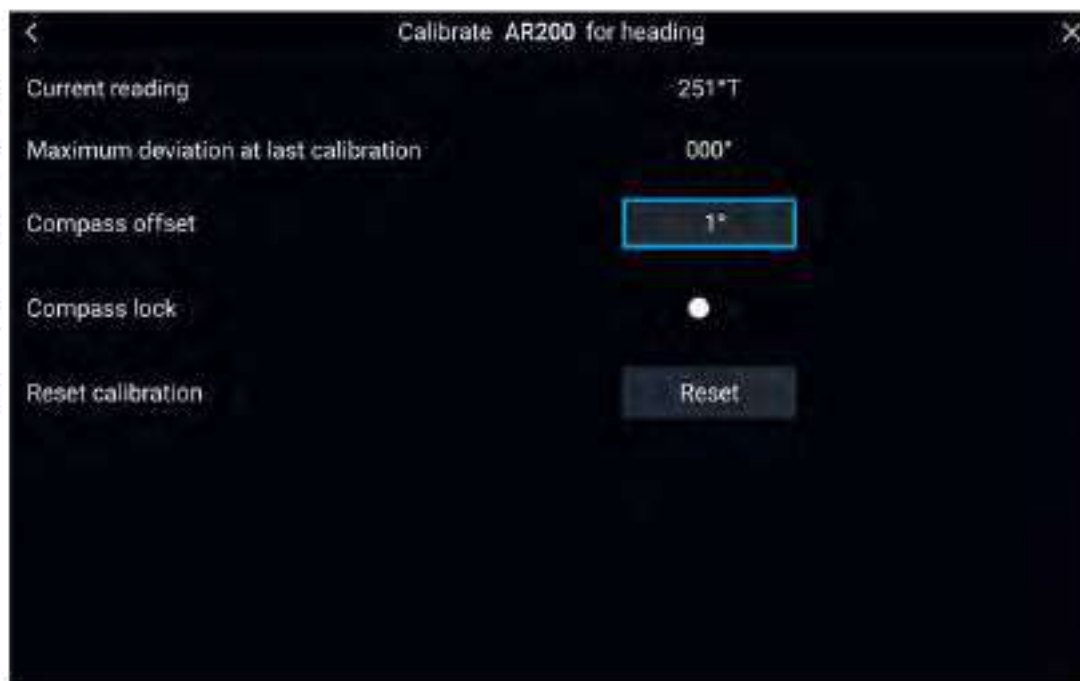 Calibrate AR200 for heading
Current reading 251°T
Maximum deviation at last calibration 000°
Compass offset 1°
Compass lock
Reset calibration Reset